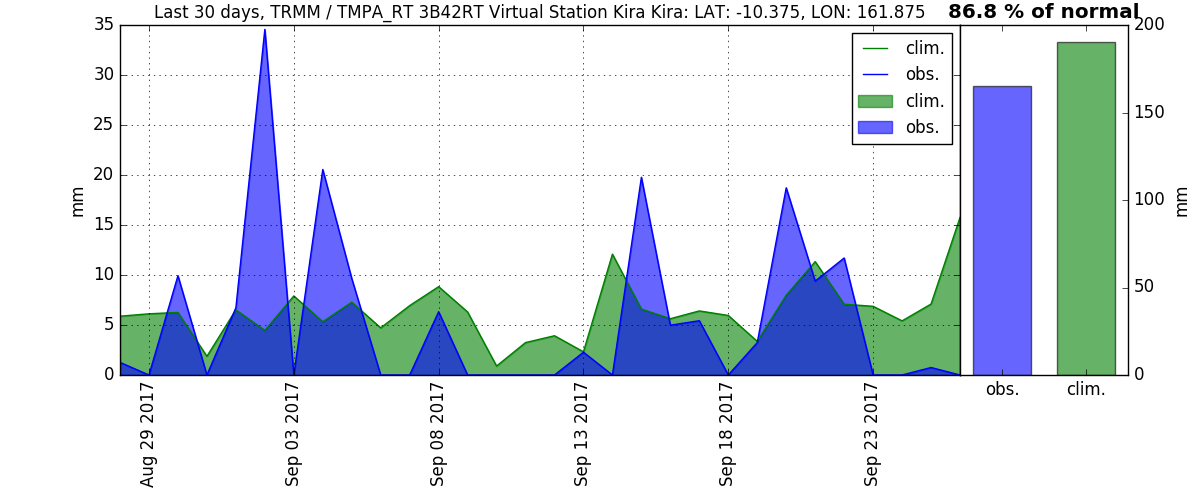 Last 30 days, TRMM / TMPA_RT 3B42RT Virtual Station Kira Kira: LAT: -10.375, LON: 161.875
86.8 % of normal
35
30
25
20
15
10
5
0
mm
clim.
obs.
clim.
obs.
200
150
100
50
0
mm
Aug 29 2017
Sep 03 2017
Sep 08 2017
Sep 13 2017
Sep 18 2017
Sep 23 2017
obs.
clim.